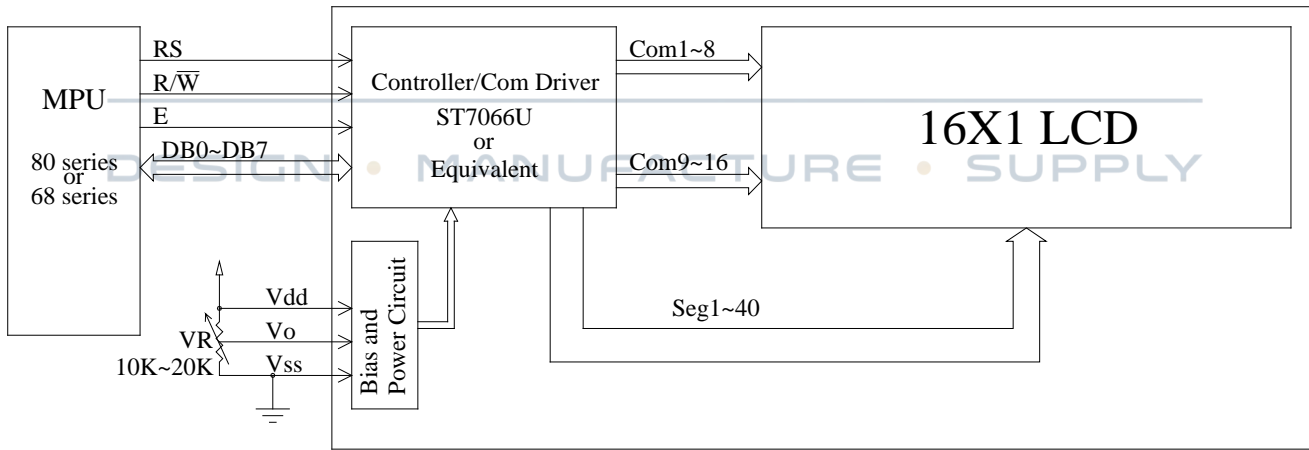 MPU
80 series
or
68 series
RS
R/W̅
E
DB0~DB7
Controller/Com Driver
ST7066U
or
Equivalent
Com1~8
Com9~16
16X1 LCD
DESIGN • MANUFACTURE • SUPPLY
Vdd
Vo
Vss
VR
10K~20K
Bias and
Power Circuit
Seg1~40